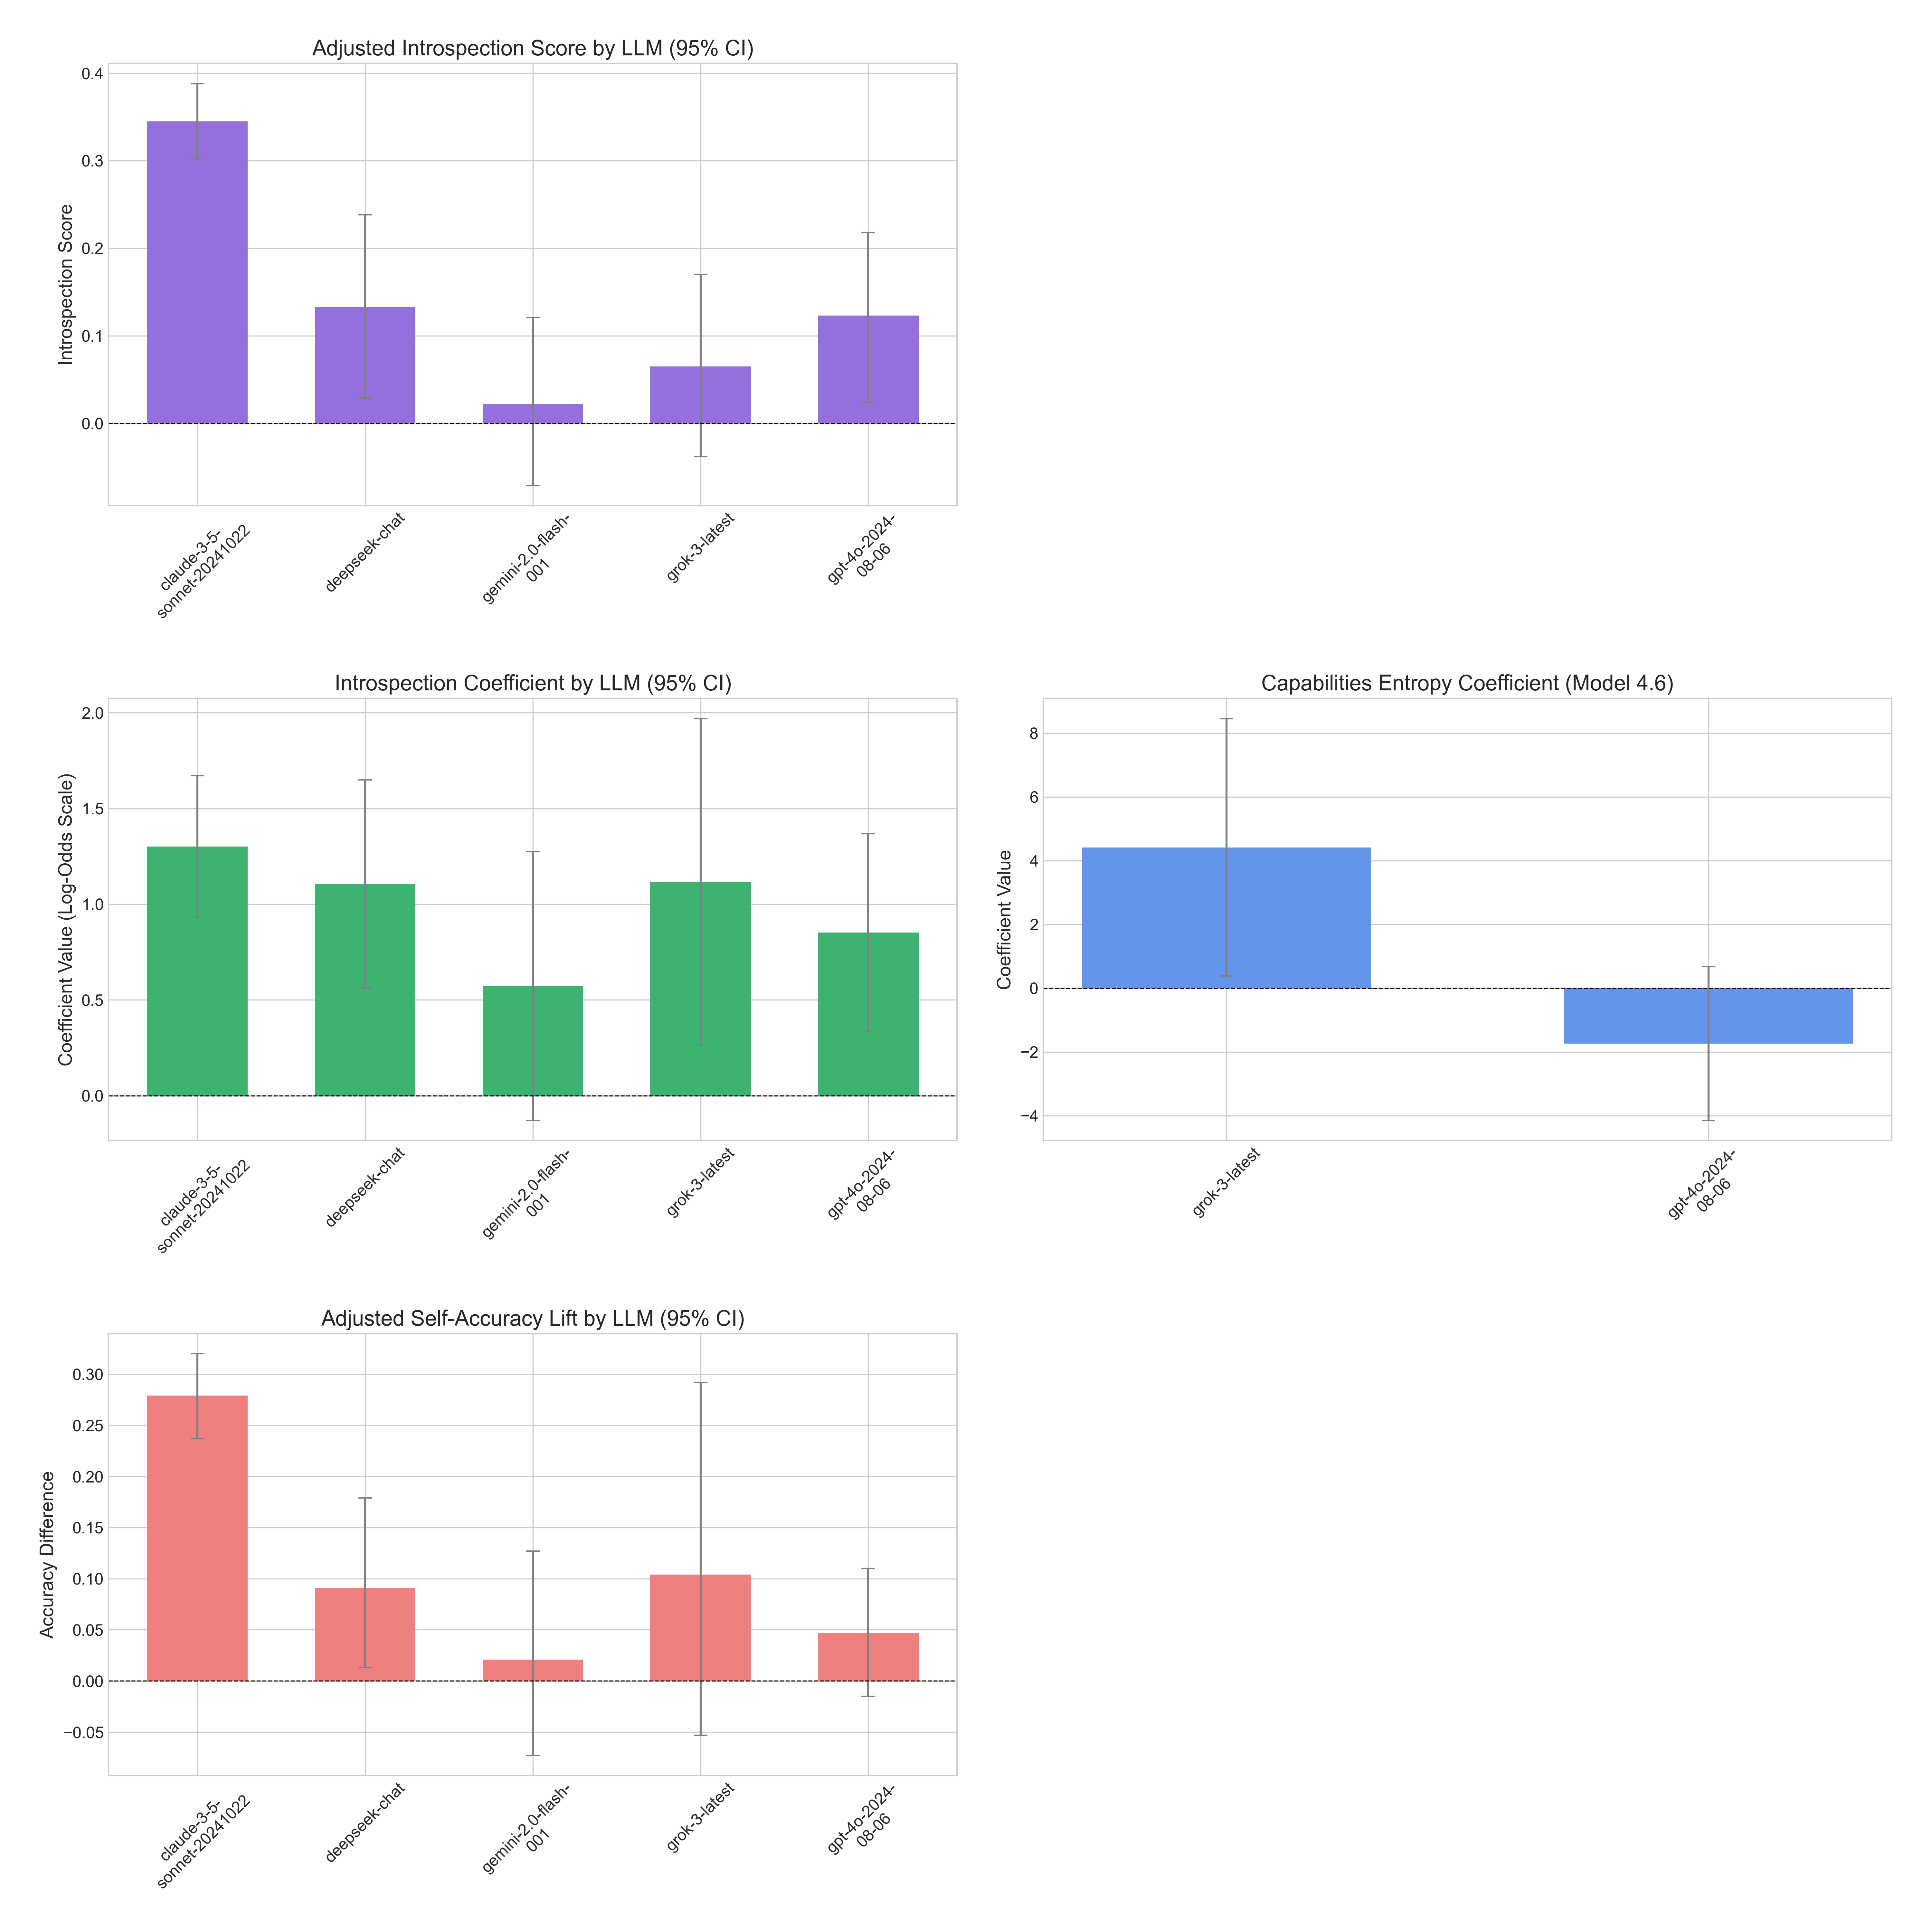 Adjusted Introspection Score by LLM (95% CI)
Introspection Score
0.4
0.3
0.2
0.1
0.0
claude-3-5-
sonnet-20241022
deepseek-chat
gemini-2.0-flash-
001
grok-3-latest
gpt-4o-2024-
08-06
Introspection Coefficient by LLM (95% CI)
Coefficient Value (Log-Odds Scale)
2.0
1.5
1.0
0.5
0.0
claude-3-5-
sonnet-20241022
deepseek-chat
gemini-2.0-flash-
001
grok-3-latest
gpt-4o-2024-
08-06
Capabilities Entropy Coefficient (Model 4.6)
Coefficient Value
8
6
4
2
0
−2
−4
grok-3-latest
gpt-4o-2024-
08-06
Adjusted Self-Accuracy Lift by LLM (95% CI)
Accuracy Difference
0.30
0.25
0.20
0.15
0.10
0.05
0.00
−0.05
claude-3-5-
sonnet-20241022
deepseek-chat
gemini-2.0-flash-
001
grok-3-latest
gpt-4o-2024-
08-06